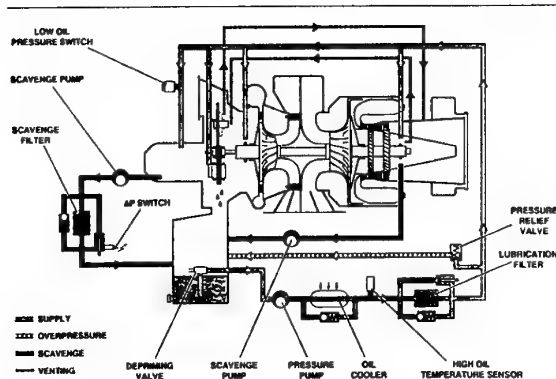 LOW OIL
PRESSURE SWITCH
SCAVENGE PUMP
SCAVENGE
FILTER
ΔP SWITCH
PRESSURE
RELIEF
VALVE
LUBRICATION
FILTER
SUPPLY
OVERPRESSURE
SCAVENGE
VENTING
DEPRIMING
VALVE
SCAVENGE
PUMP
PRESSURE
PUMP
OIL
COOLER
HIGH OIL
TEMPERATURE SENSOR